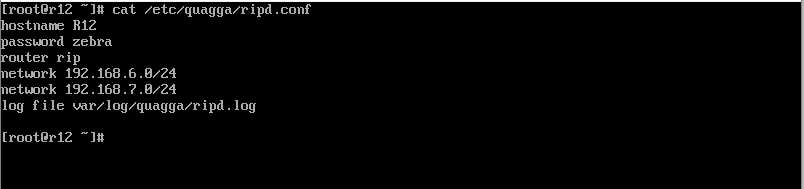 [root@r12 ~]# cat /etc/quagga/ripd.conf
hostname R12
password zebra
router rip
network 192.168.6.0/24
network 192.168.7.0/24
log file var/log/quagga/ripd.log
[root@r12 ~]#